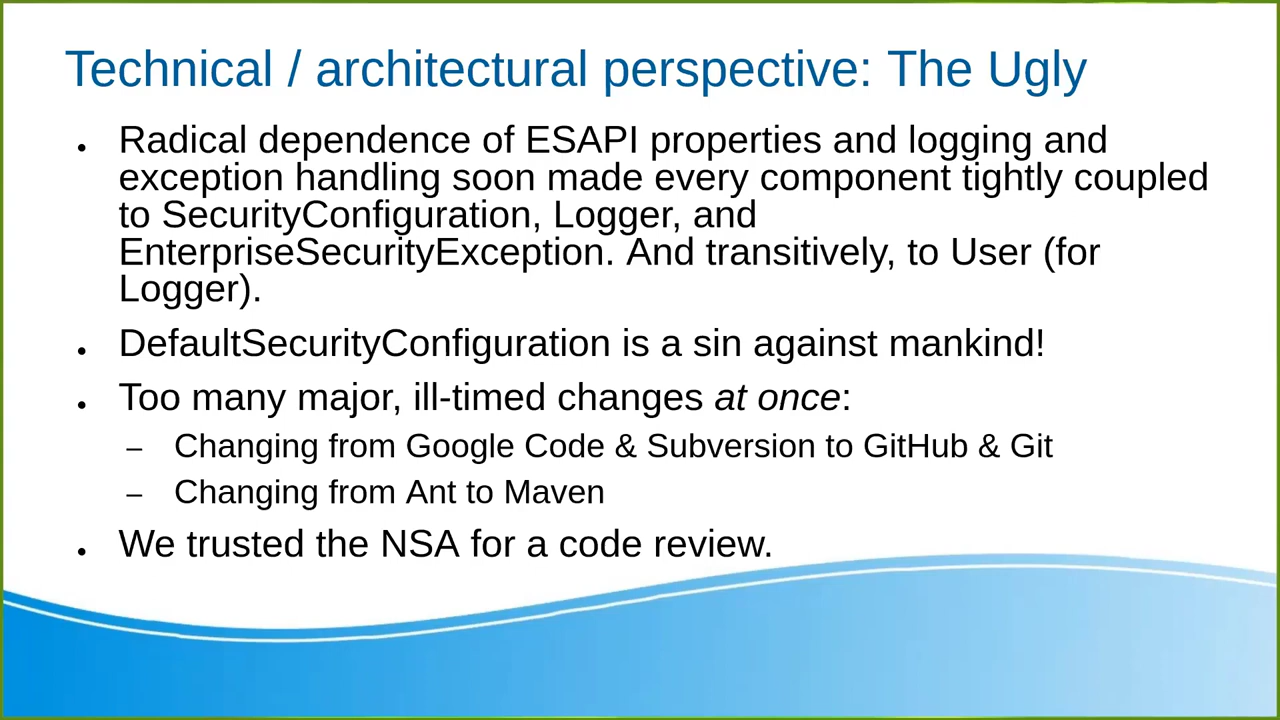 Technical / architectural perspective: The Ugly
• Radical dependence of ESAPI properties and logging and
exception handling soon made every component tightly coupled
to SecurityConfiguration, Logger, and
EnterpriseSecurityException. And transitively, to User (for
Logger).
• DefaultSecurityConfiguration is a sin against mankind!
• Too many major, ill-timed changes at once:
– Changing from Google Code & Subversion to GitHub & Git
– Changing from Ant to Maven
• We trusted the NSA for a code review.